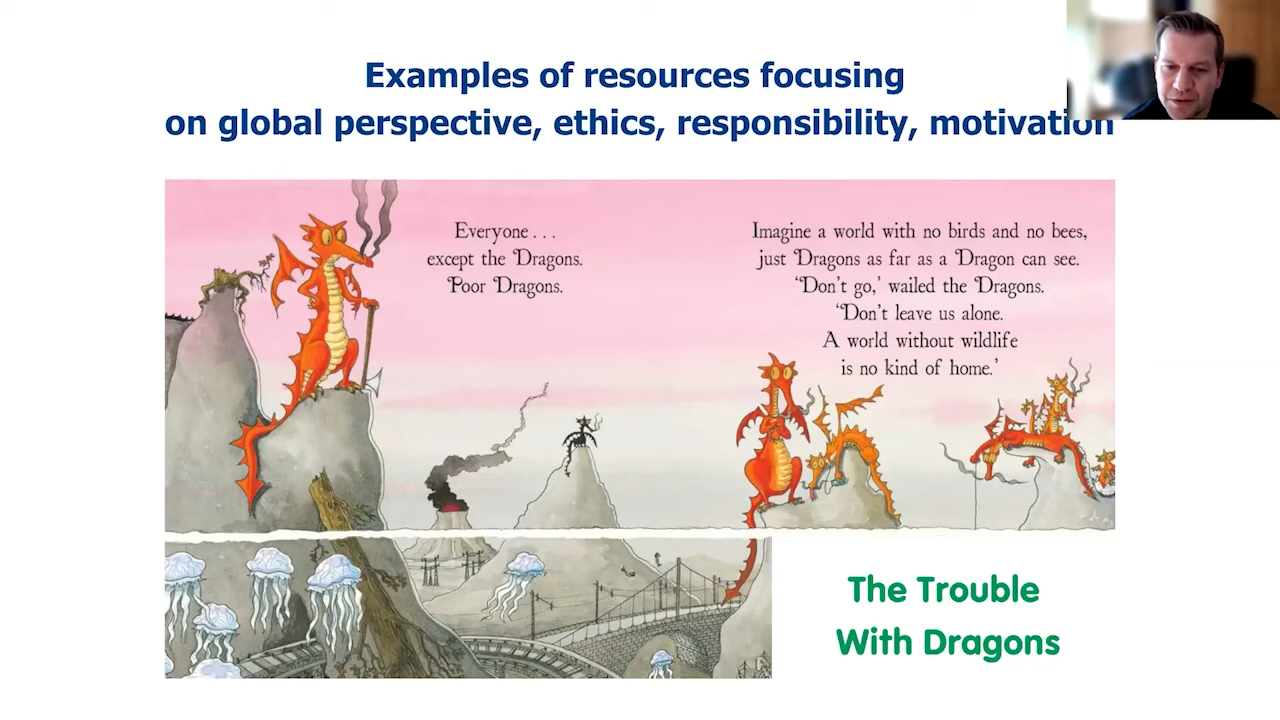 Examples of resources focusing
on global perspective, ethics, responsibility, motivation
Everyone . . .
except the Dragons.
Poor Dragons.
Imagine a world with no birds and no bees,
just Dragons as far as a Dragon can see.
‘Don’t go,’ wailed the Dragons.
‘Don’t leave us alone.
A world without wildlife
is no kind of home.’
The Trouble
With Dragons